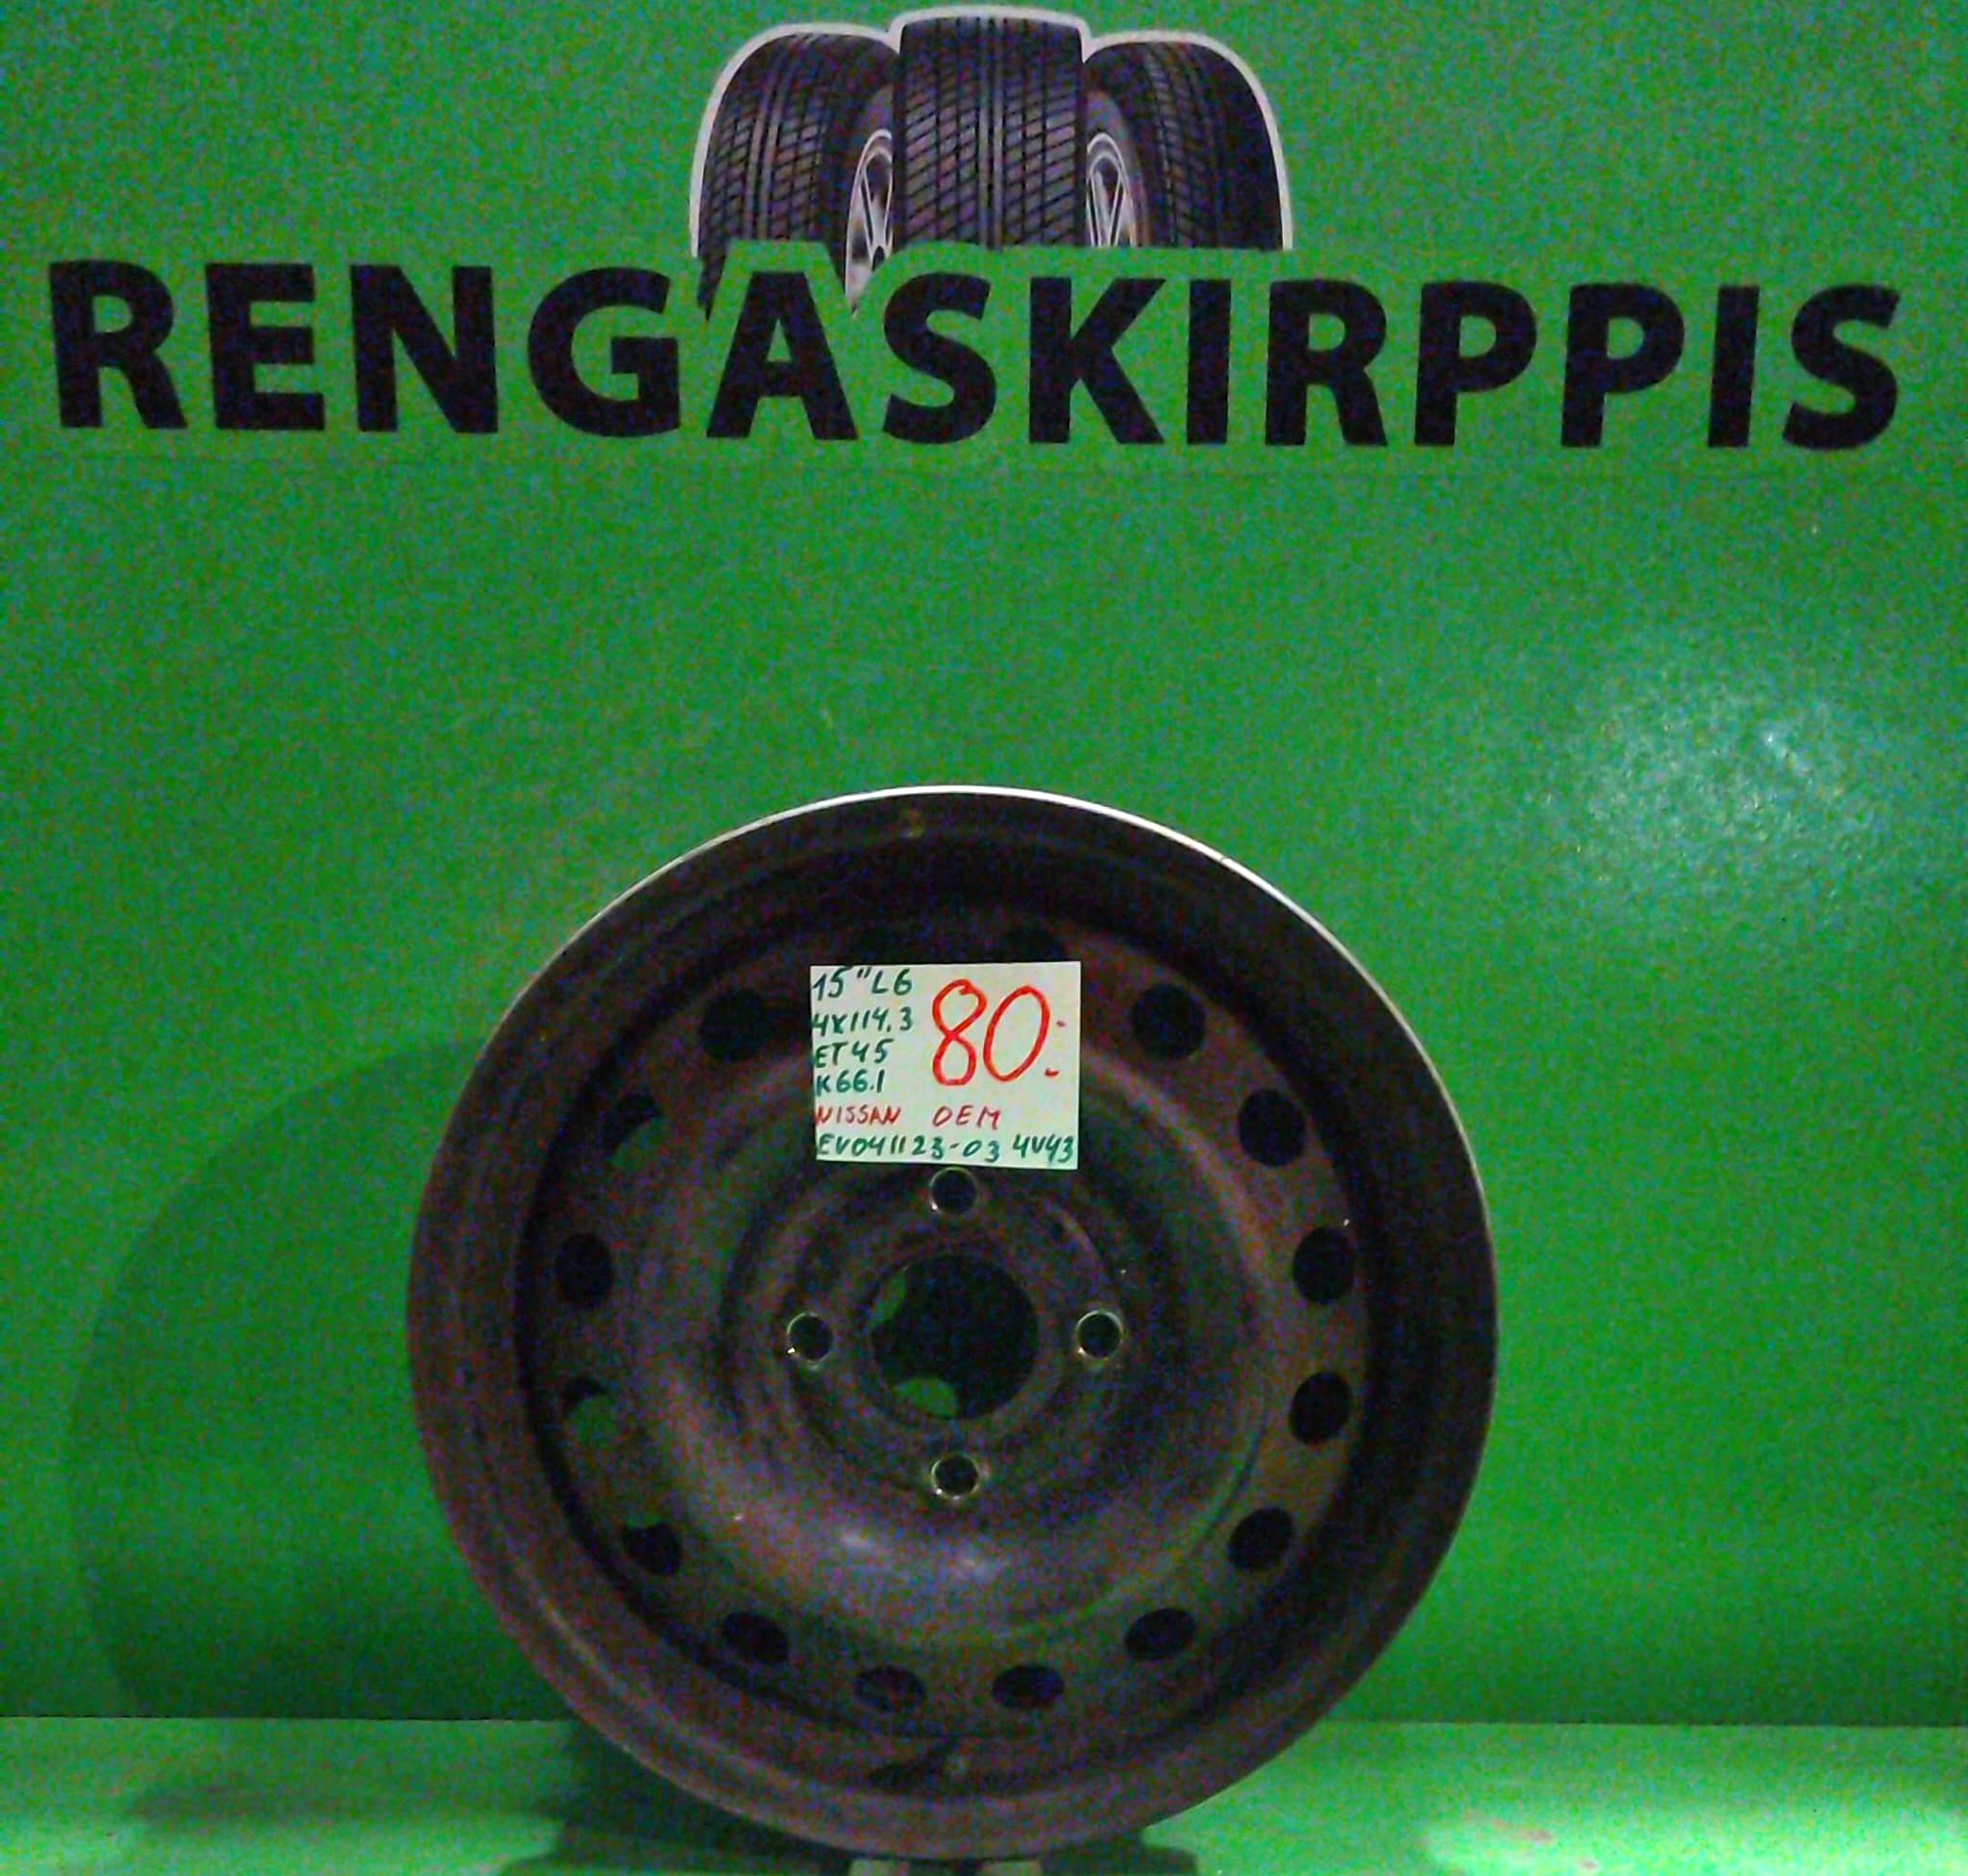 RENGASKIRPPIS
15" L6
4X114.3
ET45
K66.1
80:-
NISSAN OEM
EV041123-03 4V43